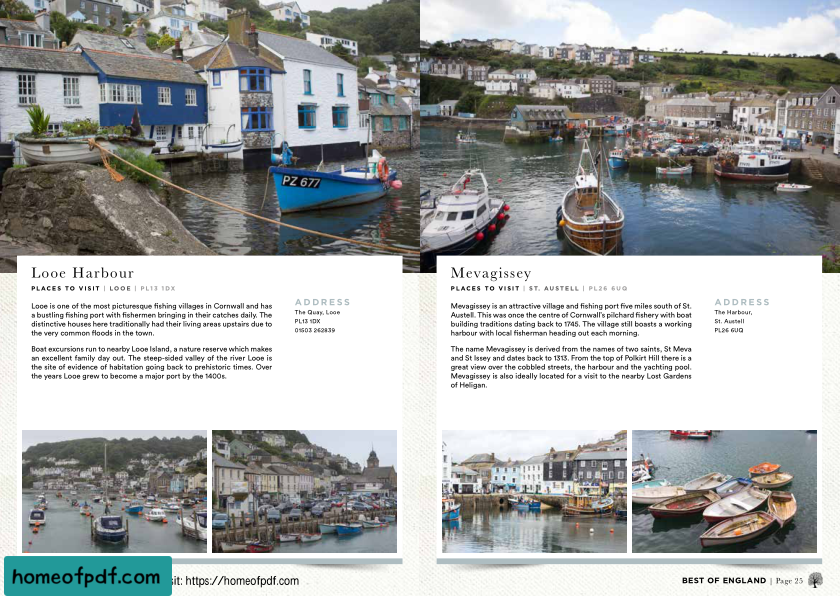 PZ 677
Looe Harbour
PLACES TO VISIT | LOOE | PL13 1DX
Looe is one of the most picturesque fishing villages in Cornwall and has
a bustling fishing port with fishermen bringing in their catches daily. The
distinctive houses here traditionally had their living areas upstairs due to
the very common floods in the town.
Boat excursions run to nearby Looe Island, a nature reserve which makes
an excellent family day out. The steep-sided valley of the river Looe is
the site of evidence of habitation going back to prehistoric times. Over
the years Looe grew to become a major port by the 1400s.
ADDRESS
The Quay, Looe
PL13 1DX
01503 262839
Mevagissey
PLACES TO VISIT | ST. AUSTELL | PL26 6UQ
Mevagissey is an attractive village and fishing port five miles south of St.
Austell. This was once the centre of Cornwall's pilchard fishery with boat
building traditions dating back to 1745. The village still boasts a working
harbour with local fisherman heading out each morning.
The name Mevagissey is derived from the names of two saints, St Meva
and St Issey and dates back to 1313. From the top of Polkirt Hill there is a
great view over the cobbled streets, the harbour and the yachting pool.
Mevagissey is also ideally located for a visit to the nearby Lost Gardens
of Heligan.
ADDRESS
The Harbour,
St. Austell
PL26 6UQ
homeofpdf.com
sit: https://homeofpdf.com
BEST OF ENGLAND | Page 25